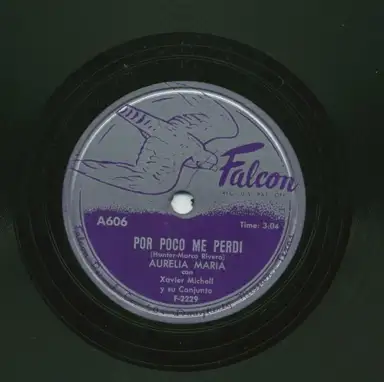 Falcon
A606
Time: 3:04
POR POCO ME PERDI
(Hunter-Marco Rivera)
AURELIA MARIA
con
Xavier Michell
y su Conjunto
F-2229